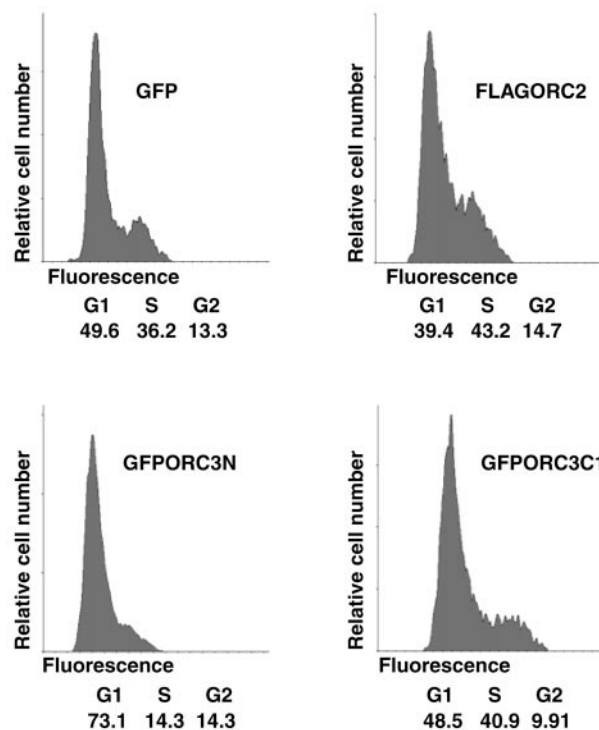 Relative cell number
GFP
Fluorescence
G1 S G2
49.6 36.2 13.3
Relative cell number
FLAGORC2
Fluorescence
G1 S G2
39.4 43.2 14.7
Relative cell number
GFPORC3N
Fluorescence
G1 S G2
73.1 14.3 14.3
Relative cell number
GFPORC3C1
Fluorescence
G1 S G2
48.5 40.9 9.91